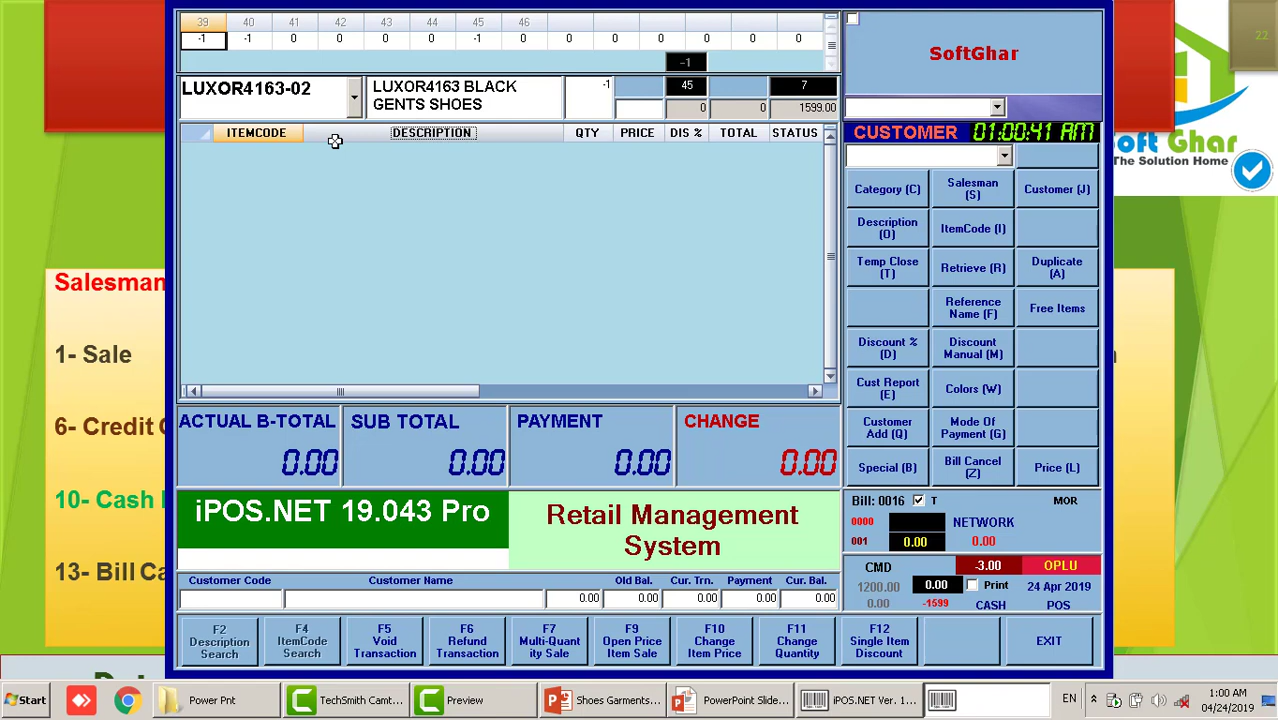 39 40 41 42 43 44 45 46
-1 -1 0 0 0 0 -1 0 0 0 0 0 0 0
-1
LUXOR4163-02 LUXOR4163 BLACK GENTS SHOES -1 45 7
0 0 1599.00
ITEMCODE DESCRIPTION QTY PRICE DIS % TOTAL STATUS
ACTUAL B-TOTAL SUB TOTAL PAYMENT CHANGE
0.00 0.00 0.00 0.00
iPOS.NET 19.043 Pro
Retail Management
System
Customer Code Customer Name Old Bal. Cur. Trn. Payment Cur. Bal.
0.00 0.00 0.00 0.00
F2 Description Search
F4 ItemCode Search
F5 Void Transaction
F6 Refund Transaction
F7 Multi-Quant ity Sale
F9 Open Price Item Sale
F10 Change Item Price
F11 Change Quantity
F12 Single Item Discount
EXIT
SoftGhar
CUSTOMER 01:00:41 AM
Category (C) Salesman (S) Customer (J)
Description (O) ItemCode (I)
Temp Close (T) Retrieve (R) Duplicate (A)
Reference Name (F) Free Items
Discount % (D) Discount Manual (M)
Cust Report (E) Colors (W)
Customer Add (Q) Mode Of Payment (G)
Special (B) Bill Cancel (Z) Price (L)
Bill: 0016 T MOR
0000 NETWORK
001 0.00 0.00
CMD -3.00 OPLU
1200.00 0.00 Print 24 Apr 2019
0.00 -1599 CASH POS
22
Soft Ghar
The Solution Home
Salesman
1- Sale
6- Credit
10- Cash
13- Bill Ca
Start Power Pnt TechSmith Camt... Preview Shoes Garments... PowerPoint Slide... iPOS.NET Ver. 1... EN 1:00 AM
04/24/2019